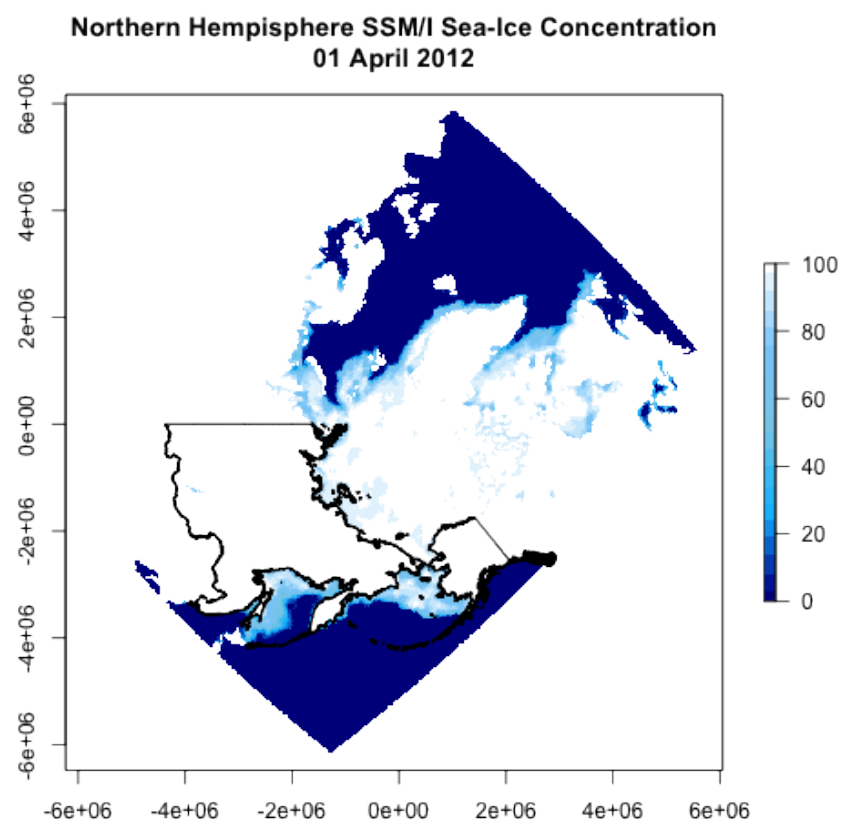 Northern Hempisphere SSM/I Sea-Ice Concentration
01 April 2012
6e+06
4e+06
2e+06
0e+00
-2e+06
-4e+06
-6e+06
-6e+06 -4e+06 -2e+06 0e+00 2e+06 4e+06 6e+06
100
80
60
40
20
0